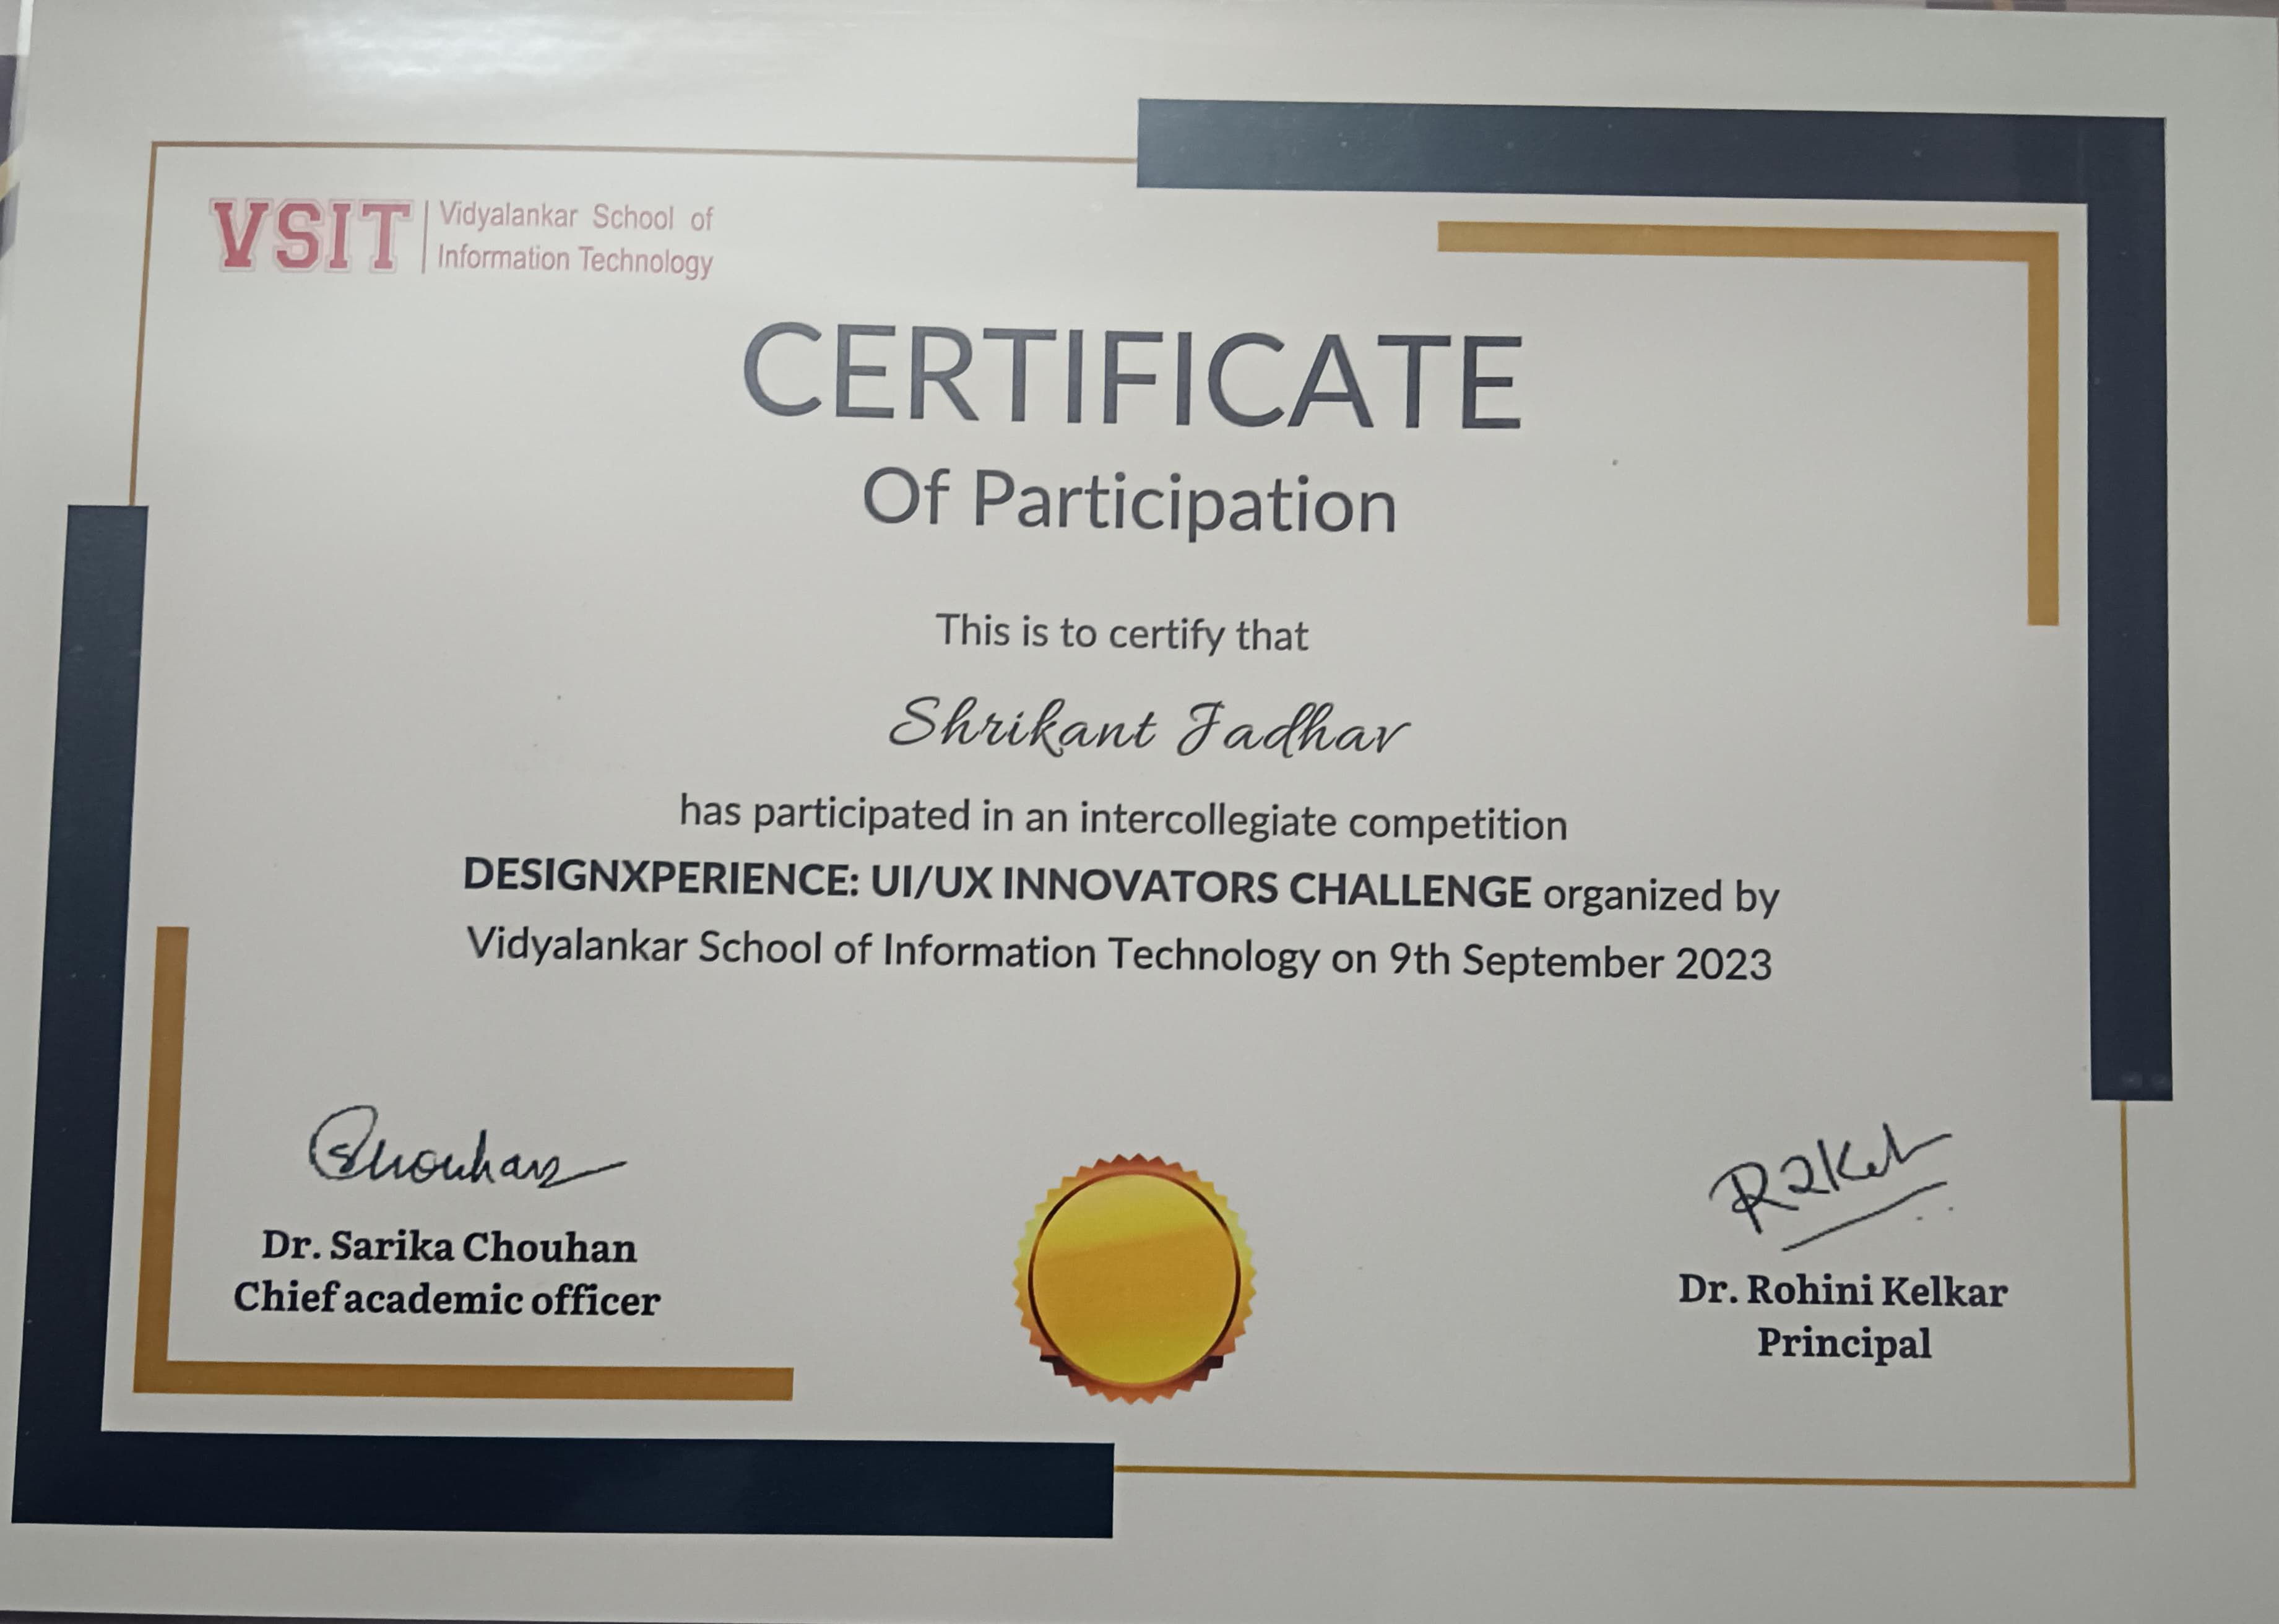 VSIT
Vidyalankar School of
Information Technology
CERTIFICATE
Of Participation
This is to certify that
Shrikant Jadhav
has participated in an intercollegiate competition
DESIGNXPERIENCE: UI/UX INNOVATORS CHALLENGE organized by
Vidyalankar School of Information Technology on 9th September 2023
Chouhan
Dr. Sarika Chouhan
Chief academic officer
Dr. Rohini Kelkar
Principal